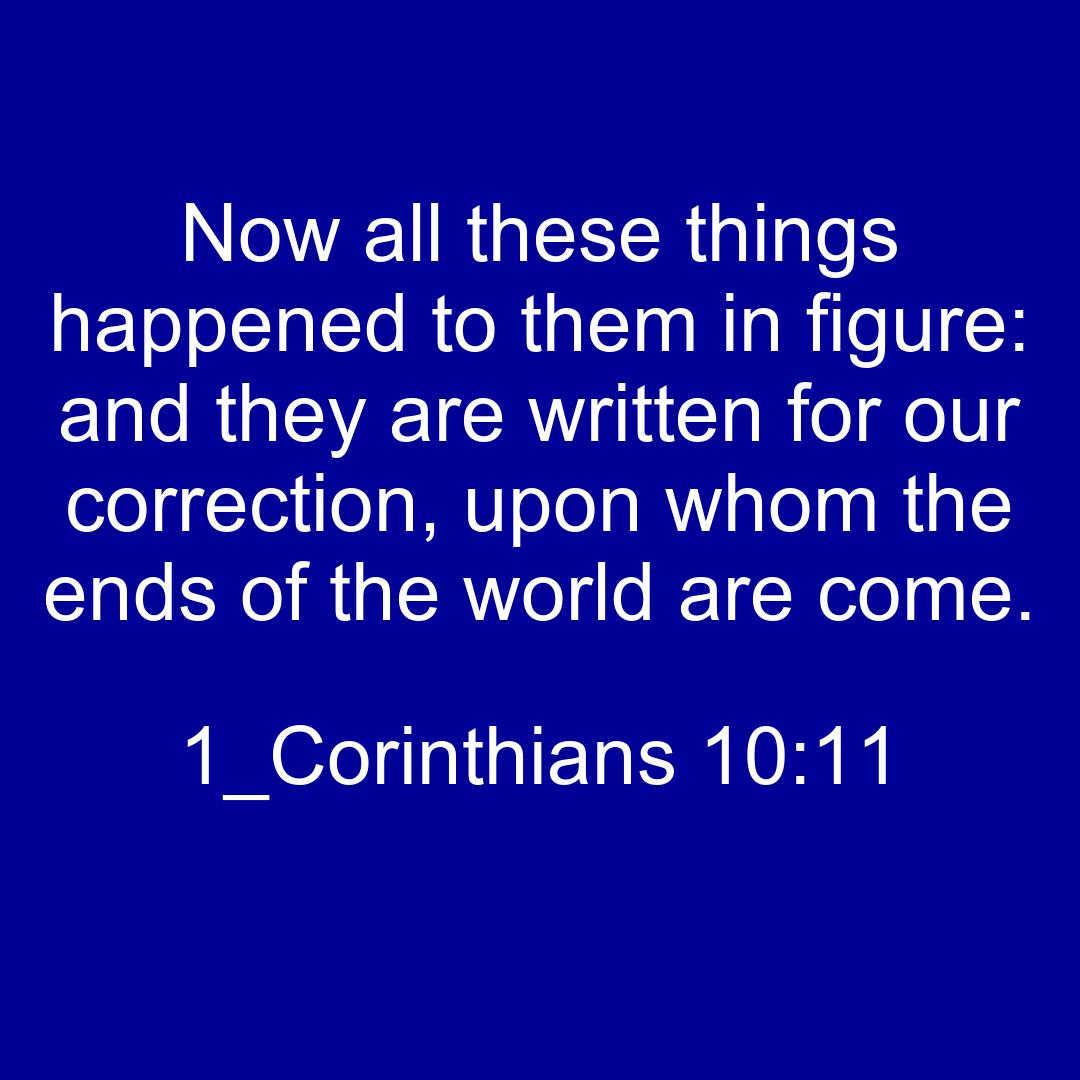 Now all these things
happened to them in figure:
and they are written for our
correction, upon whom the
ends of the world are come.
1_Corinthians 10:11